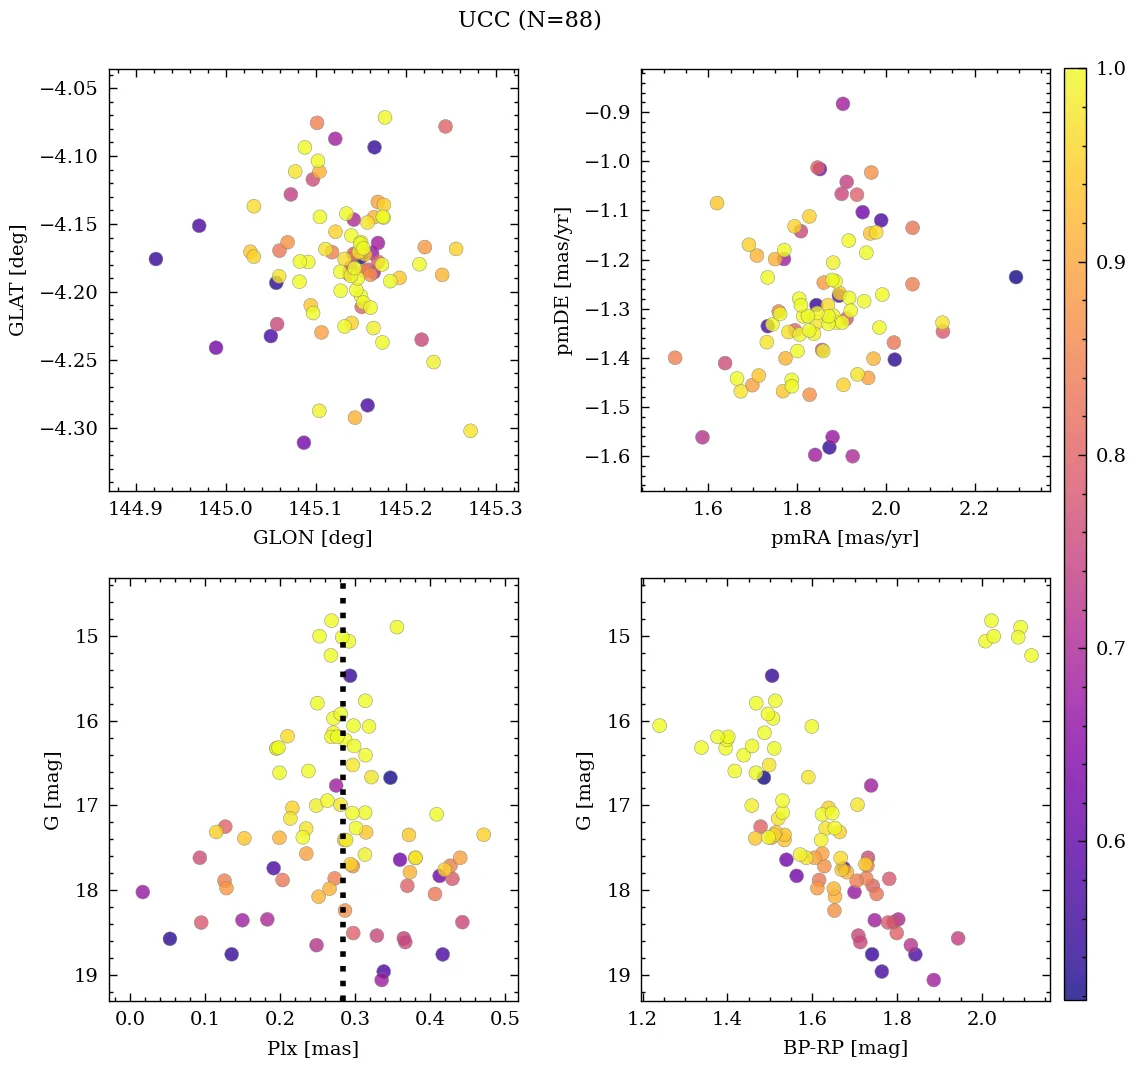 UCC (N=88)
−4.05
−4.10
−4.15
−4.20
−4.25
−4.30
GLAT [deg]
144.9 145.0 145.1 145.2 145.3
GLON [deg]
−0.9
−1.0
−1.1
−1.2
−1.3
−1.4
−1.5
−1.6
pmDE [mas/yr]
1.6 1.8 2.0 2.2
pmRA [mas/yr]
1.0
0.9
0.8
0.7
0.6
15
16
17
18
19
G [mag]
0.0 0.1 0.2 0.3 0.4 0.5
Plx [mas]
15
16
17
18
19
G [mag]
1.2 1.4 1.6 1.8 2.0
BP-RP [mag]